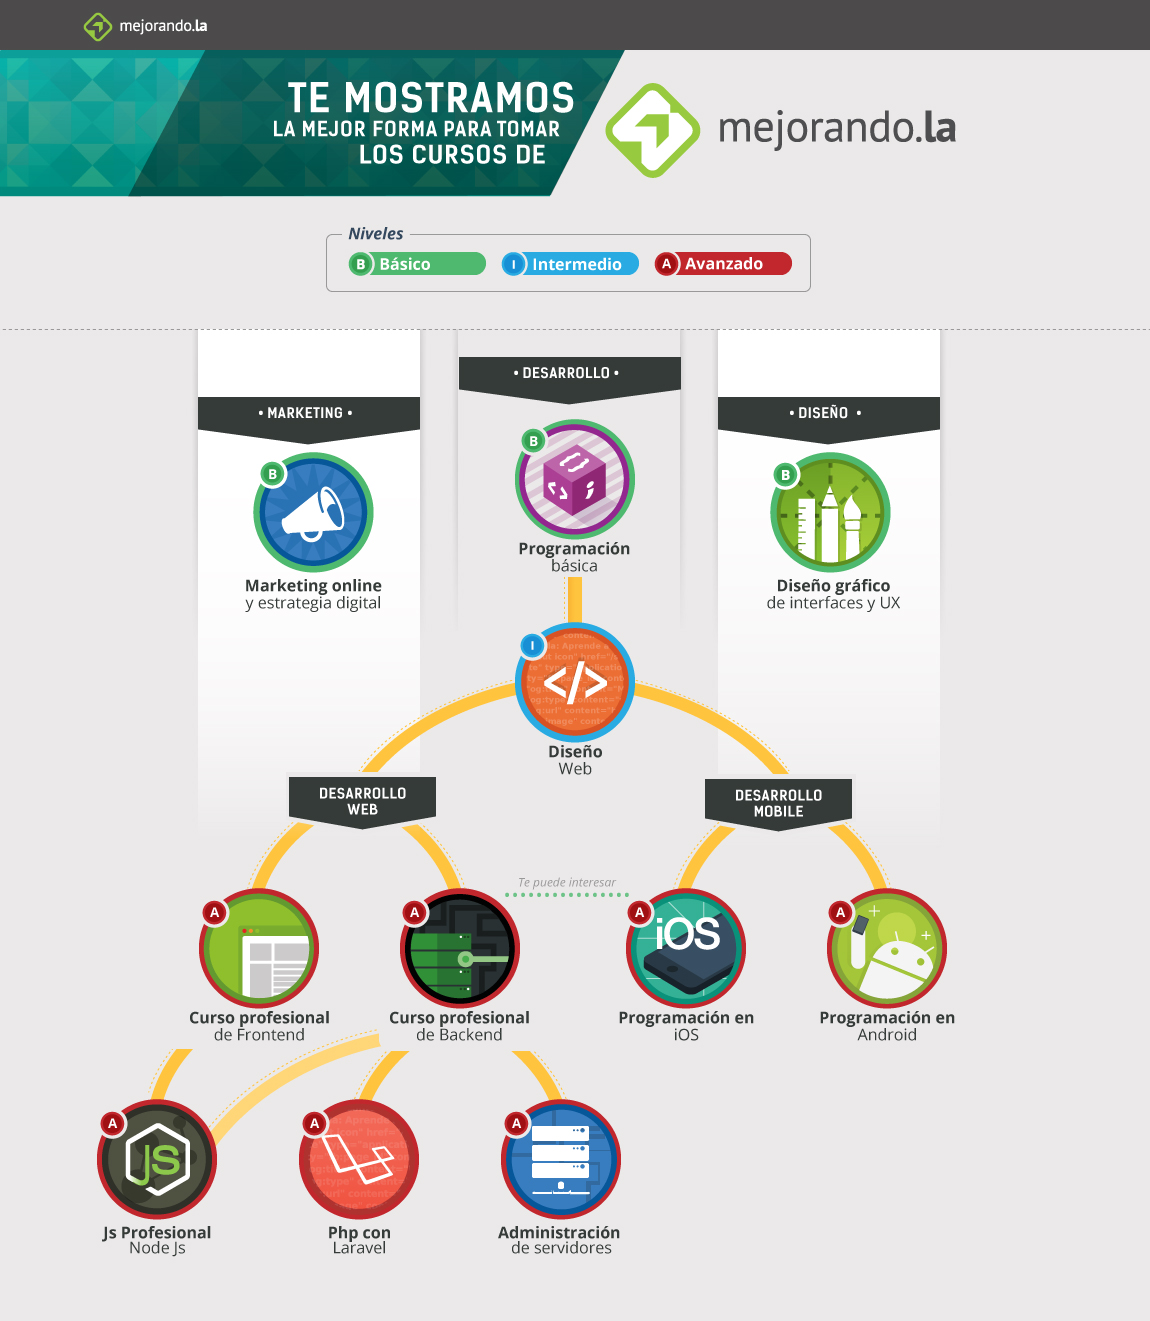 mejorando.la
TE MOSTRAMOS
LA MEJOR FORMA PARA TOMAR
LOS CURSOS DE
mejorando.la
Niveles
B Básico
I Intermedio
A Avanzado
• DESARROLLO •
• MARKETING •
• DISEÑO •
B
B
B
Programación
básica
Marketing online
y estrategia digital
Diseño gráfico
de interfaces y UX
I
</>
Diseño
Web
DESARROLLO
WEB
DESARROLLO
MOBILE
Te puede interesar
A
A
A
iOS
A
Curso profesional
de Frontend
Curso profesional
de Backend
Programación en
iOS
Programación en
Android
A
JS
A
A
Js Profesional
Node Js
Php con
Laravel
Administración
de servidores